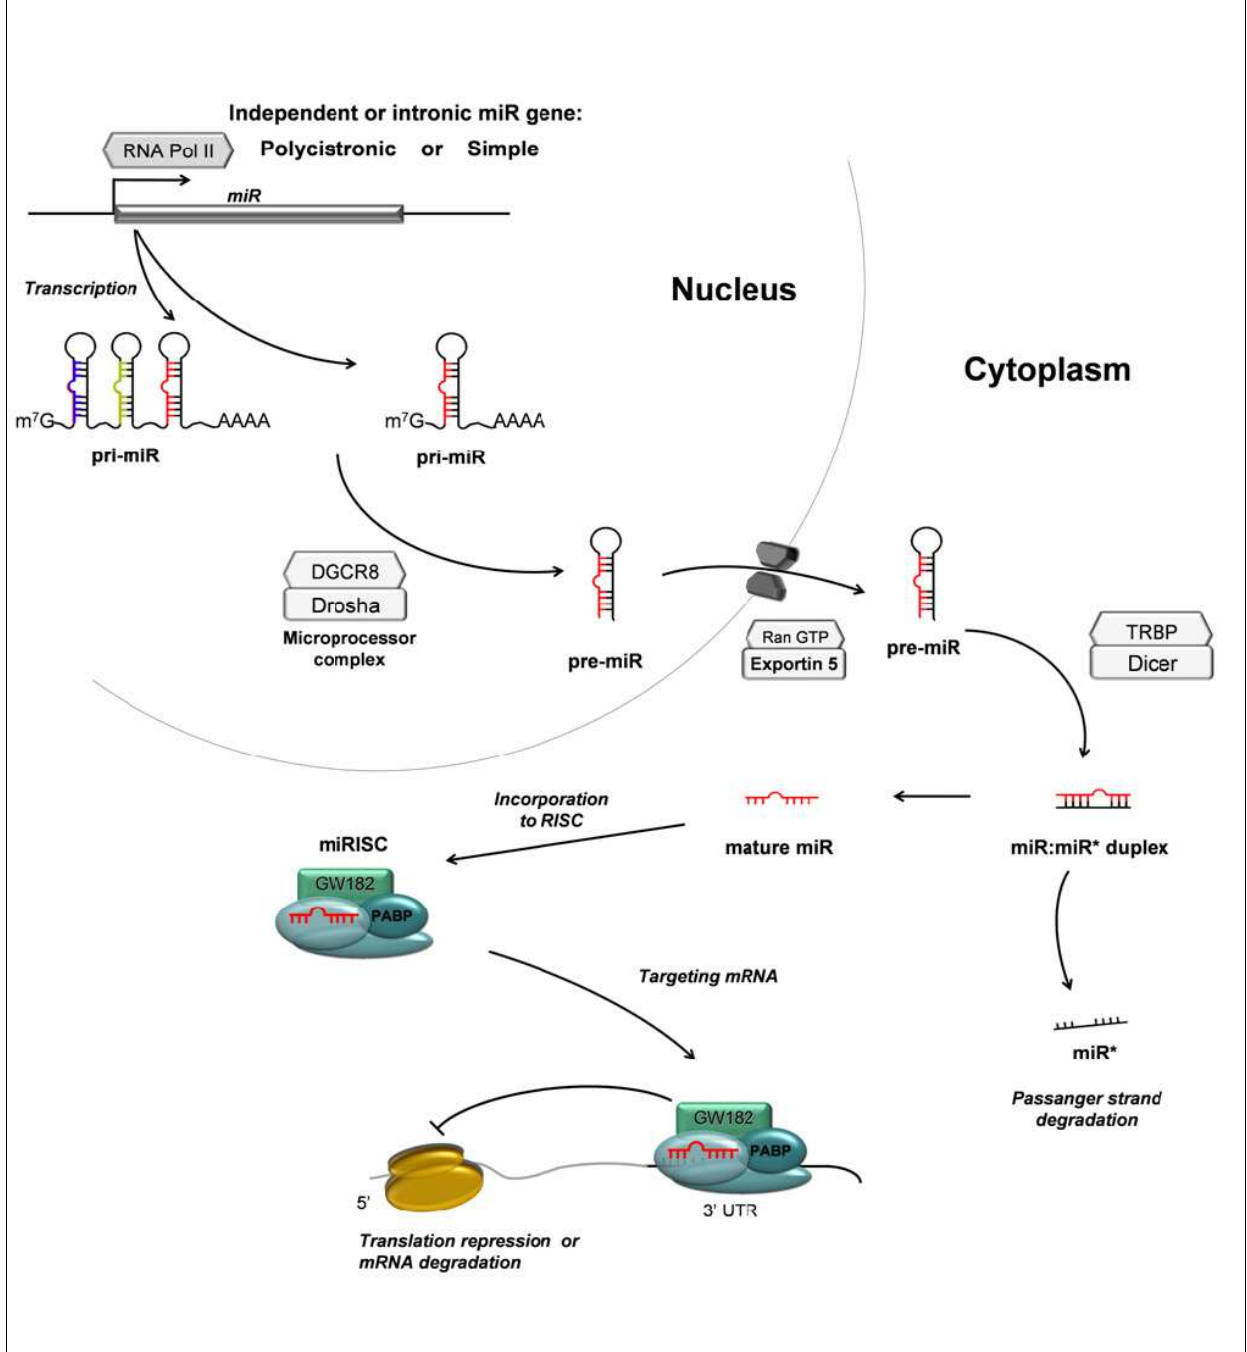 Independent or intronic miR gene:
RNA Pol II
Polycistronic or Simple
miR
Transcription
Nucleus
Cytoplasm
m⁷G
AAAA
pri-miR
m⁷G
AAAA
pri-miR
DGCR8
Drosha
Microprocessor
complex
pre-miR
Ran GTP
Exportin 5
pre-miR
TRBP
Dicer
miR:miR* duplex
mature miR
Incorporation
to RISC
miRISC
GW182
PABP
Targeting mRNA
miR*
Passanger strand
degradation
GW182
PABP
5'
3' UTR
Translation repression or
mRNA degradation